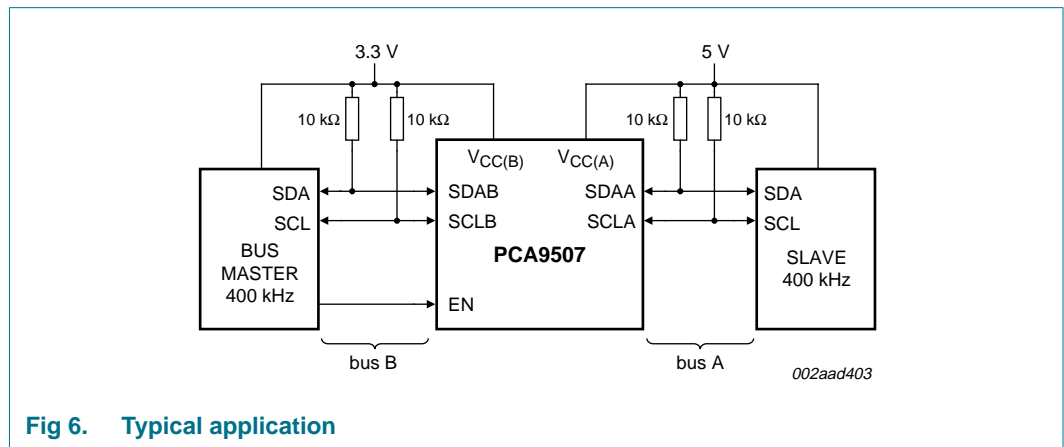 3.3 V
5 V
10 kΩ
10 kΩ
10 kΩ
10 kΩ
VCC(B)
VCC(A)
SDA
SDAB
SDAA
SDA
SCL
SCLB
SCLA
SCL
PCA9507
BUS
MASTER
400 kHz
SLAVE
400 kHz
EN
bus B
bus A
002aad403
Fig 6. Typical application